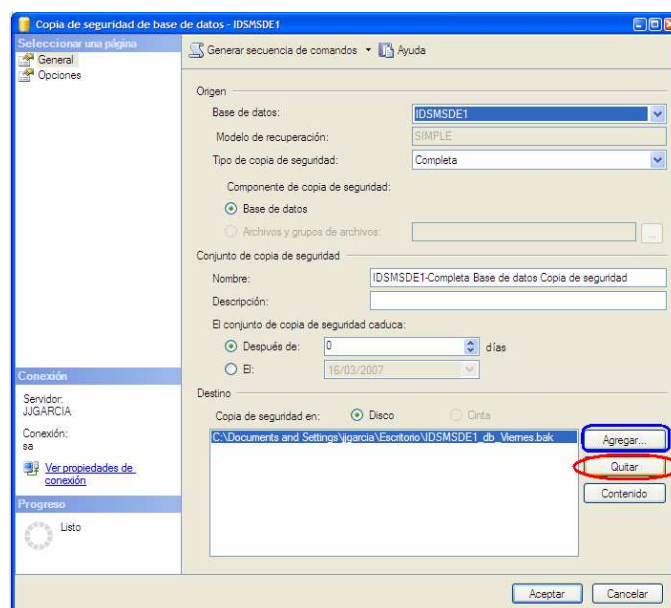 Copia de seguridad de base de datos - IDSMSDE1
Seleccionar una página
General
Opciones
Generar secuencia de comandos
Ayuda
Origen
Base de datos: IDSMSDE1
Modelo de recuperación: SIMPLE
Tipo de copia de seguridad: Completa
Componente de copia de seguridad:
Base de datos
Archivos y grupos de archivos: ...
Conjunto de copia de seguridad
Nombre: IDSMSDE1-Completa Base de datos Copia de seguridad
Descripción:
El conjunto de copia de seguridad caduca:
Después de: 0 días
El: 16/03/2007
Destino
Copia de seguridad en: Disco Cinta
C:\Documents and Settings\jjgarcia\Escritorio\IDSMSDE1_db_Viernes.bak
Agregar...
Quitar
Contenido
Conexión
Servidor:
JJGARCIA
Conexión:
sa
Ver propiedades de
conexión
Progreso
Listo
Aceptar
Cancelar